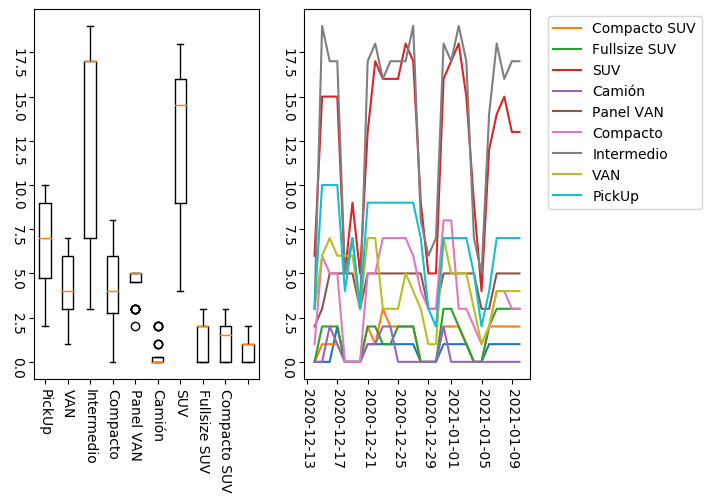 17.5
15.0
12.5
10.0
7.5
5.0
2.5
0.0
PickUp
VAN
Intermedio
Compacto
Panel VAN
Camión
SUV
Fullsize SUV
Compacto SUV
17.5
15.0
12.5
10.0
7.5
5.0
2.5
0.0
2020-12-13
2020-12-17
2020-12-21
2020-12-25
2020-12-29
2021-01-01
2021-01-05
2021-01-09
Compacto SUV
Fullsize SUV
SUV
Camión
Panel VAN
Compacto
Intermedio
VAN
PickUp